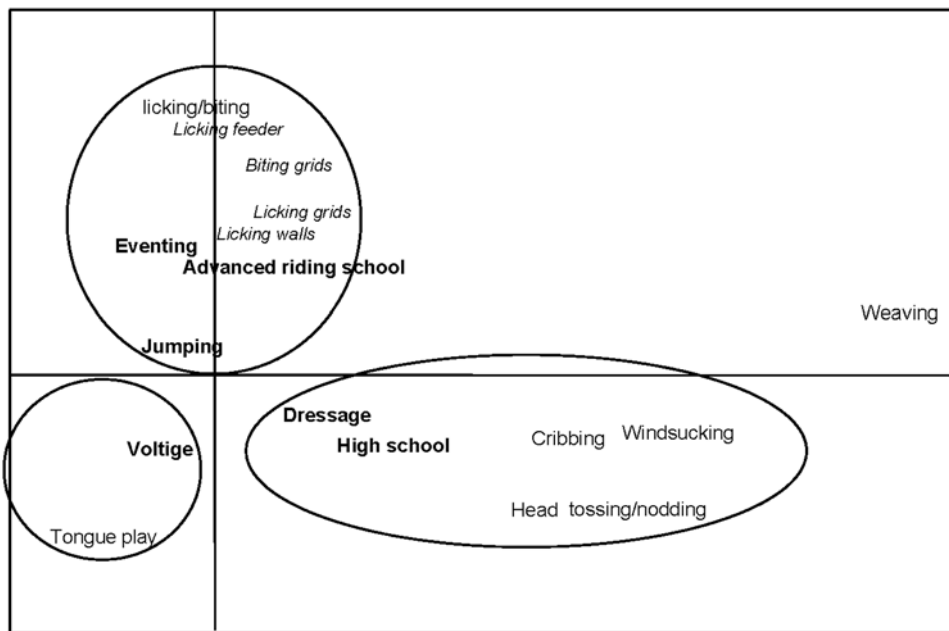 licking/biting
Licking feeder
Biting grids
Licking grids
Licking walls
Eventing
Advanced riding school
Weaving
Jumping
Dressage
High school
Cribbing
Windsucking
Voltige
Head tossing/nodding
Tongue play